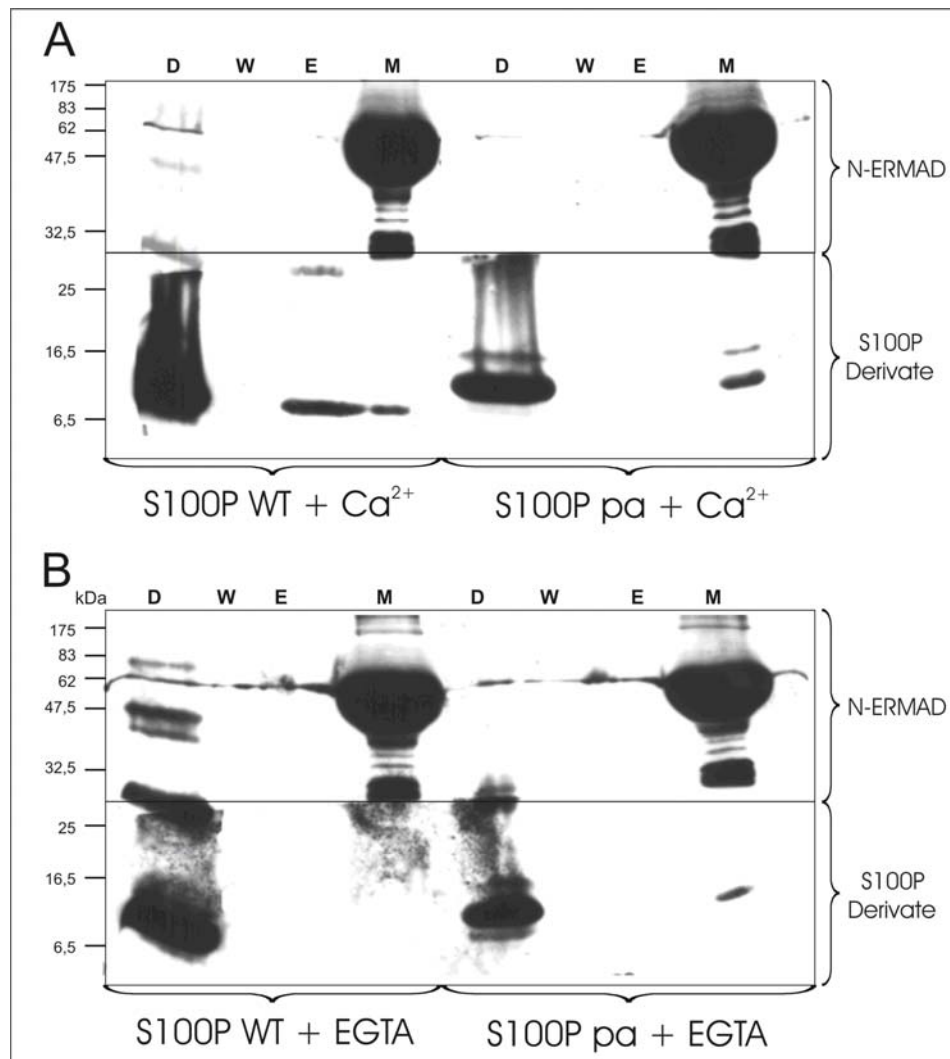 A
D W E M D W E M
175
83
62
47,5
32,5
25
16,5
6,5
N-ERMAD
S100P
Derivate
S100P WT + Ca²⁺ S100P pa + Ca²⁺
B
kDa D W E M D W E M
175
83
62
47,5
32,5
25
16,5
6,5
N-ERMAD
S100P
Derivate
S100P WT + EGTA S100P pa + EGTA